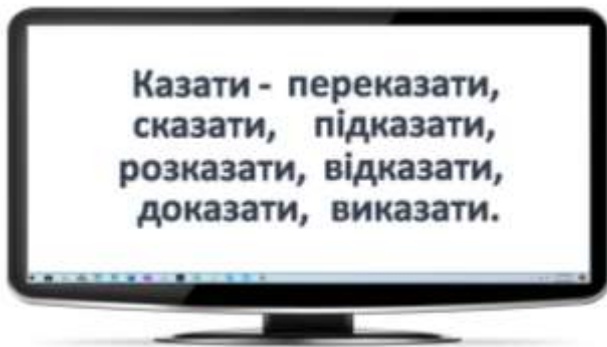 Казати - переказати,
сказати, підказати,
розказати, відказати,
доказати, виказати.